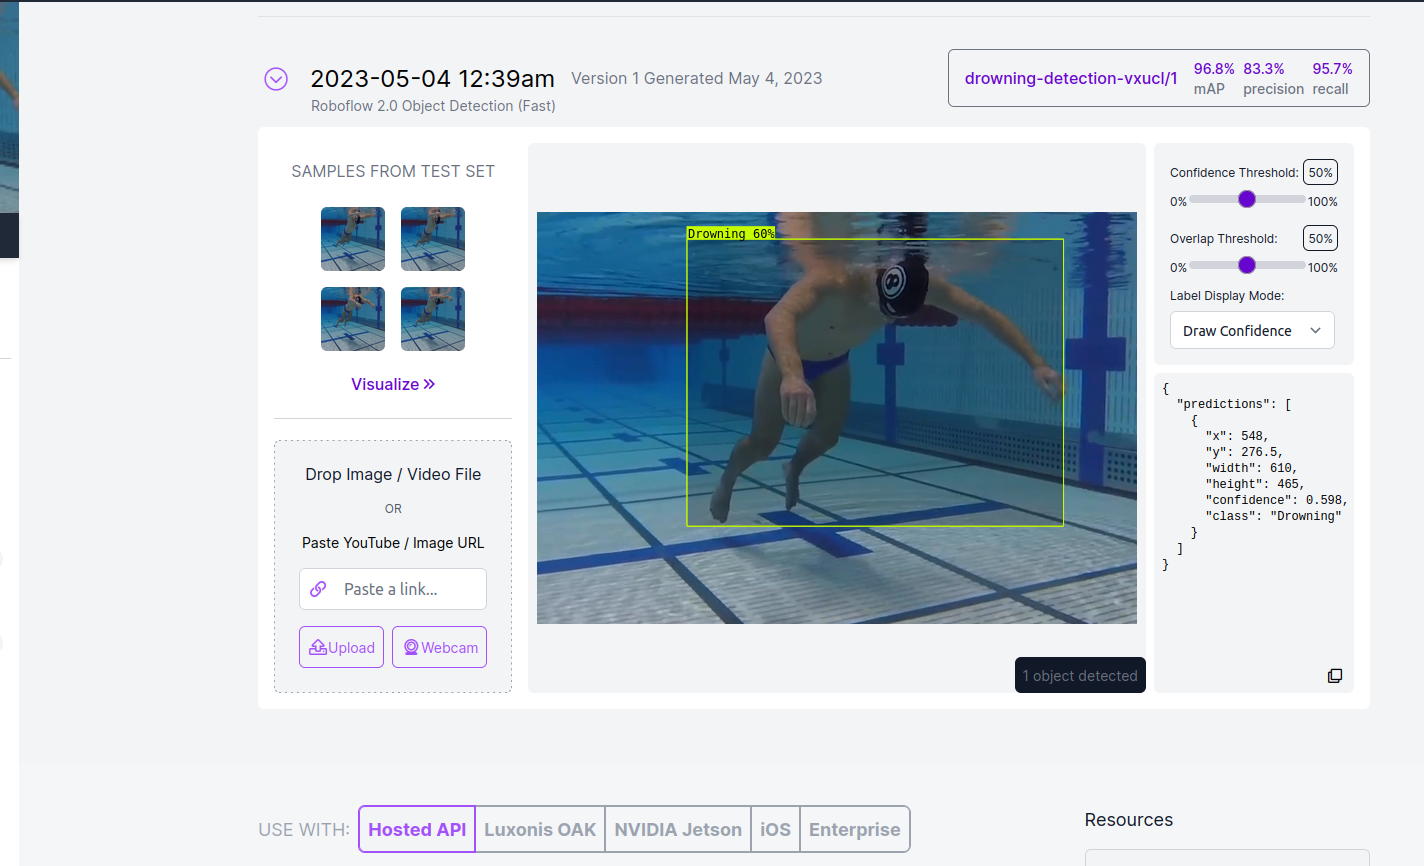 2023-05-04 12:39am
Version 1 Generated May 4, 2023
Roboflow 2.0 Object Detection (Fast)
drowning-detection-vxucl/1
96.8% 83.3% 95.7%
mAP precision recall
SAMPLES FROM TEST SET
Visualize
Drop Image / Video File
OR
Paste YouTube / Image URL
Paste a link...
Upload
Webcam
Drowning 60%
8
1 object detected
Confidence Threshold: 50%
0% 100%
Overlap Threshold: 50%
0% 100%
Label Display Mode:
Draw Confidence
{
"predictions": [
{
"x": 548,
"y": 276.5,
"width": 610,
"height": 465,
"confidence": 0.598,
"class": "Drowning"
}
]
}
USE WITH: Hosted API Luxonis OAK NVIDIA Jetson iOS Enterprise
Resources